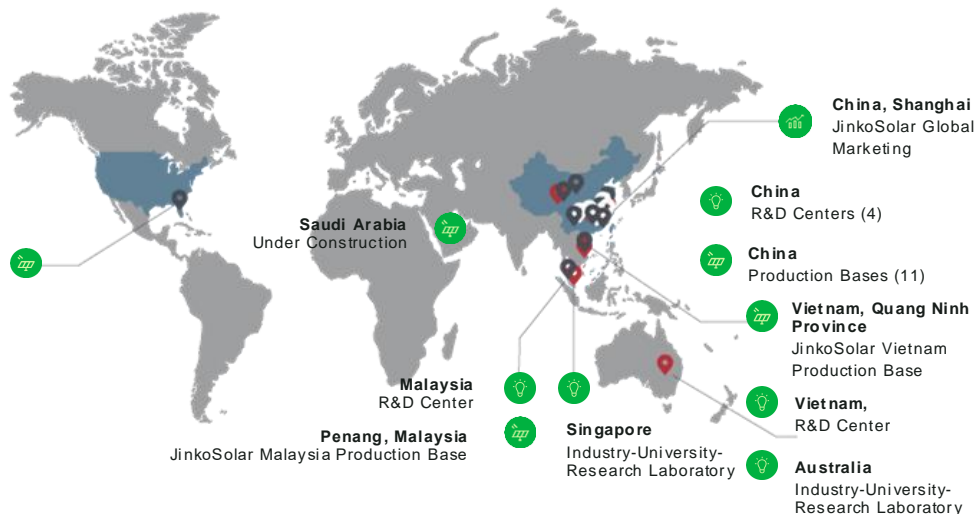 China, Shanghai
JinkoSolar Global
Marketing
China
R&D Centers (4)
Saudi Arabia
Under Construction
China
Production Bases (11)
Vietnam, Quang Ninh
Province
JinkoSolar Vietnam
Production Base
Malaysia
R&D Center
Vietnam,
R&D Center
Penang, Malaysia
JinkoSolar Malaysia Production Base
Singapore
Industry-University-
Research Laboratory
Australia
Industry-University-
Research Laboratory